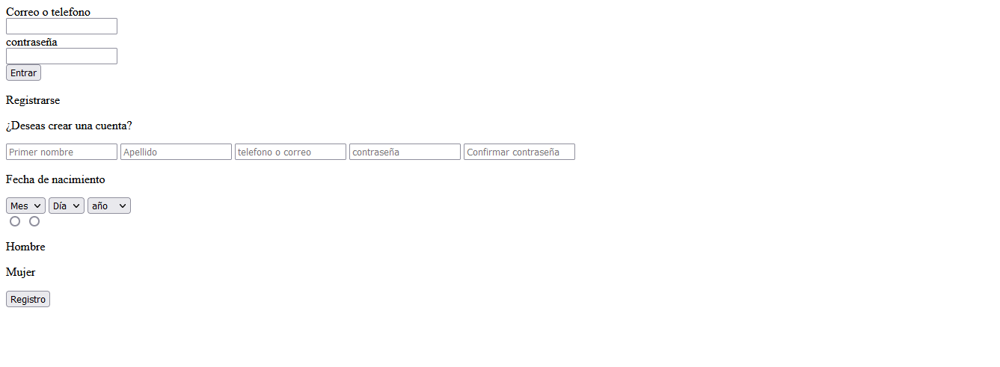 Correo o telefono
contraseña
Entrar
Registrarse
¿Deseas crear una cuenta?
Primer nombre Apellido telefono o correo contraseña Confirmar contraseña
Fecha de nacimiento
Mes Día año
Hombre
Mujer
Registro